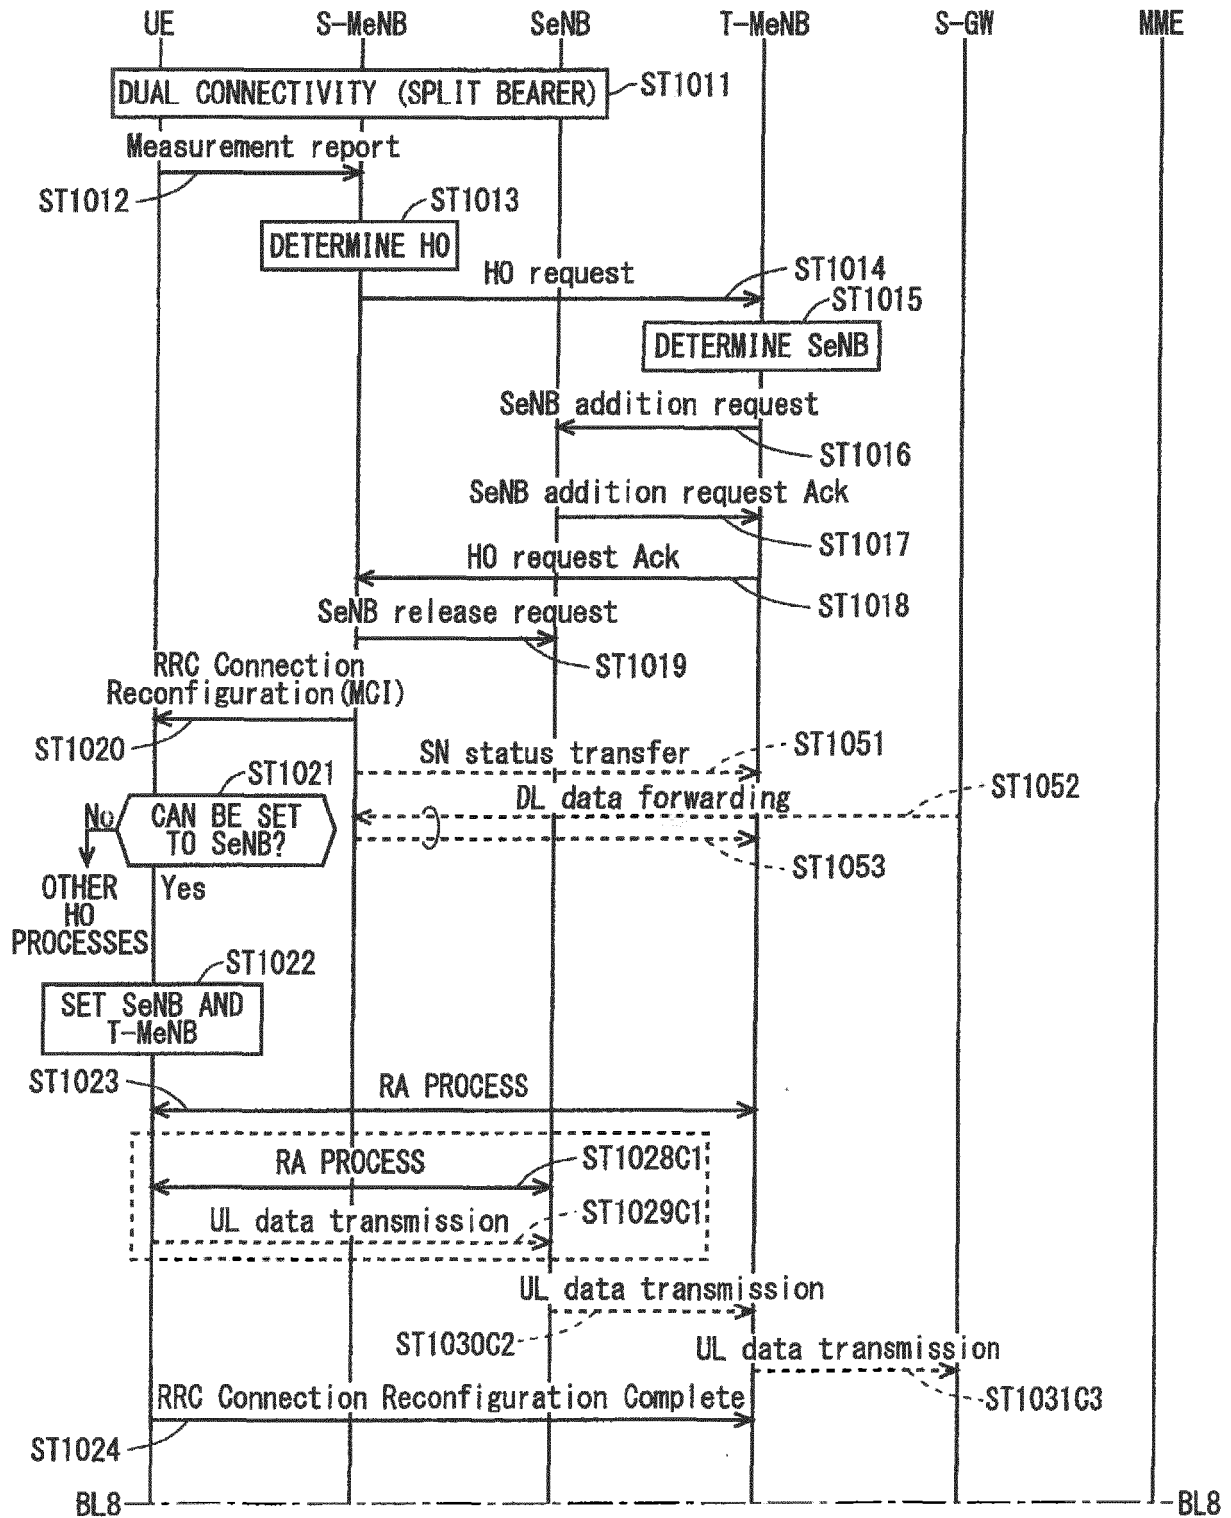 UE S-MeNB SeNB T-MeNB S-GW MME
DUAL CONNECTIVITY (SPLIT BEARER)
ST1011
Measurement report
ST1012
ST1013
DETERMINE HO
HO request
ST1014
ST1015
DETERMINE SeNB
SeNB addition request
ST1016
SeNB addition request Ack
ST1017
HO request Ack
ST1018
SeNB release request
ST1019
RRC Connection
Reconfiguration(MCI)
ST1020
SN status transfer
ST1051
ST1021
DL data forwarding
ST1052
No
CAN BE SET
TO SeNB?
ST1053
OTHER
HO
PROCESSES
Yes
ST1022
SET SeNB AND
T-MeNB
ST1023
RA PROCESS
RA PROCESS
ST1028C1
UL data transmission
ST1029C1
UL data transmission
ST1030C2
UL data transmission
ST1031C3
RRC Connection Reconfiguration Complete
ST1024
BL8 BL8